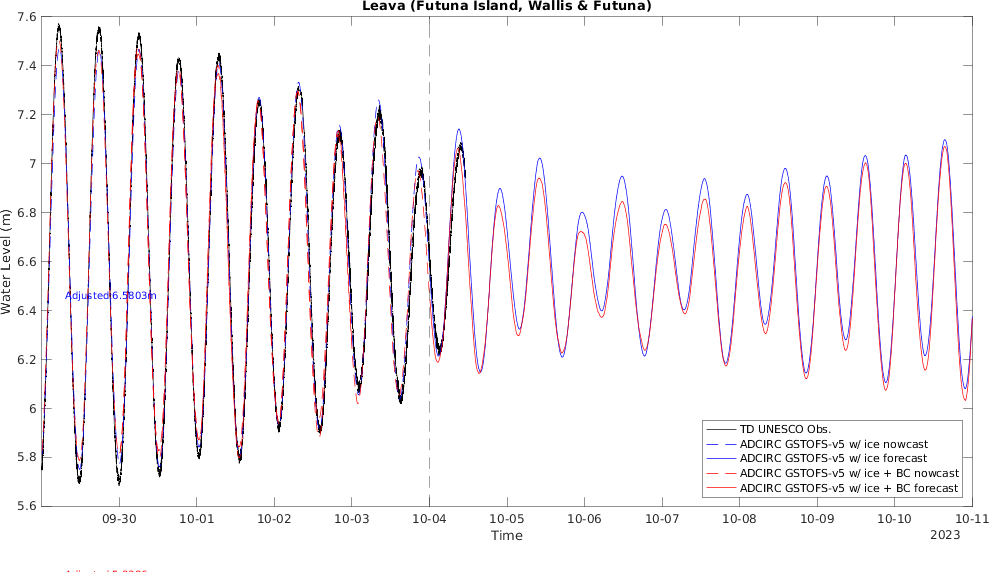 Leava (Futuna Island, Wallis & Futuna)
7.6
7.4
7.2
7
6.8
6.6
6.4
6.2
6
5.8
5.6
Water Level (m)
Adjusted 6.5803m
TD UNESCO Obs.
ADCIRC GSTOFS-v5 w/ ice nowcast
ADCIRC GSTOFS-v5 w/ ice forecast
ADCIRC GSTOFS-v5 w/ ice + BC nowcast
ADCIRC GSTOFS-v5 w/ ice + BC forecast
09-30 10-01 10-02 10-03 10-04 10-05 10-06 10-07 10-08 10-09 10-10 10-11
Time
2023